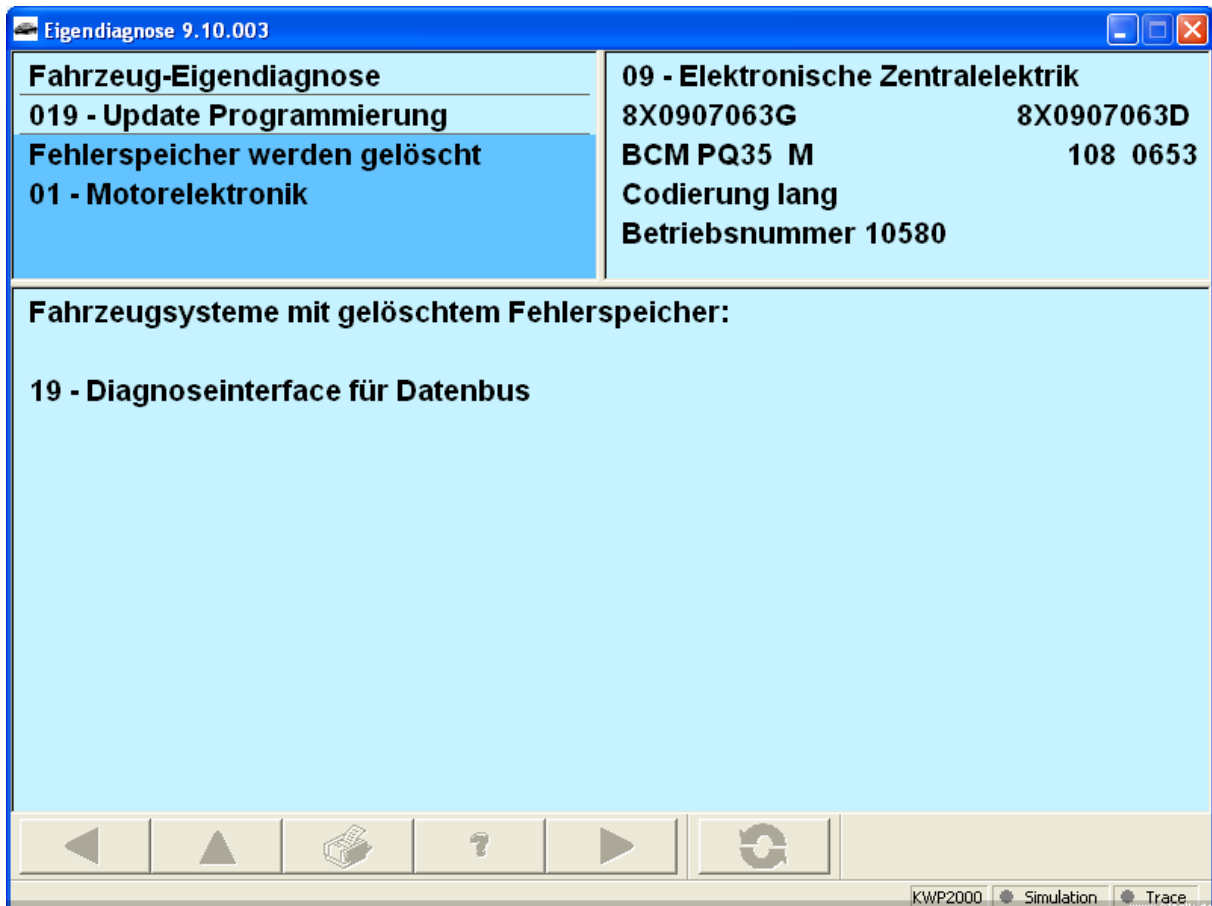 Eigendiagnose 9.10.003
Fahrzeug-Eigendiagnose
019 - Update Programmierung
Fehlerspeicher werden gelöscht
01 - Motorelektronik
09 - Elektronische Zentralelektrik
8X0907063G 8X0907063D
BCM PQ35 M 108 0653
Codierung lang
Betriebsnummer 10580
Fahrzeugsysteme mit gelöschtem Fehlerspeicher:
19 - Diagnoseinterface für Datenbus
?
KWP2000 Simulation Trace